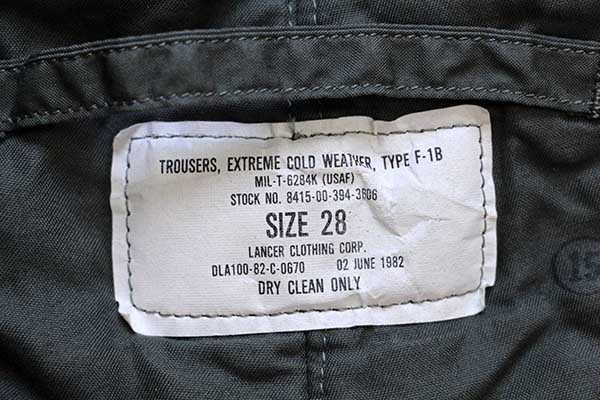 TROUSERS, EXTREME COLD WEATHER, TYPE F-1B
MIL-T-6284K (USAF)
STOCK NO. 8415-00-394-3606
SIZE 28
LANCER CLOTHING CORP.
DLA100-82-C-0670 02 JUNE 1982
DRY CLEAN ONLY
15